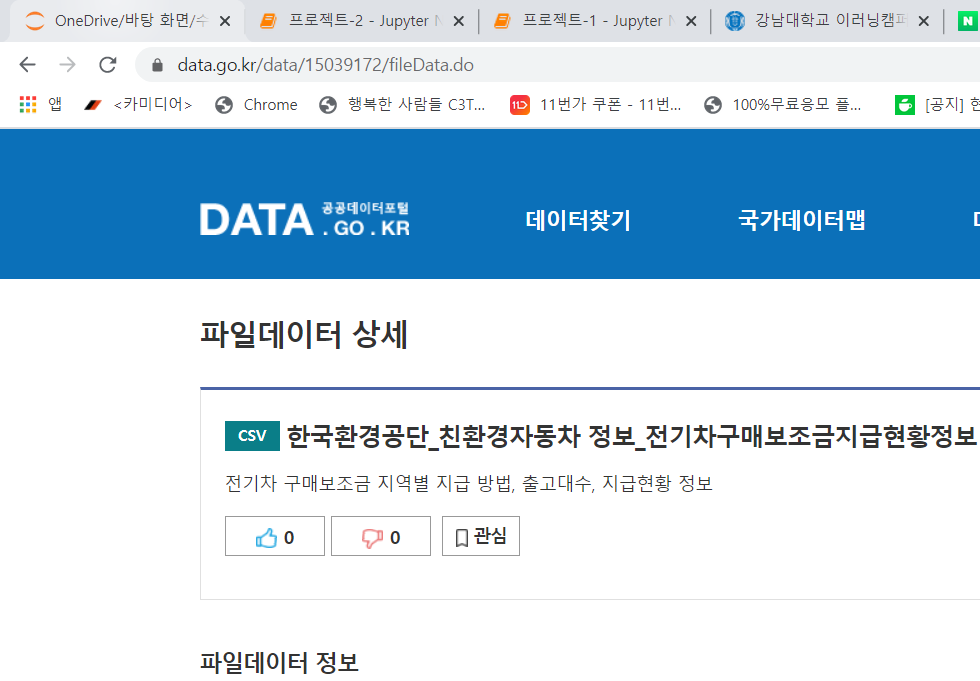 OneDrive/바탕 화면/수
프로젝트-2 - Jupyter N
프로젝트-1 - Jupyter N
강남대학교 이러닝캠퍼
N
data.go.kr/data/15039172/fileData.do
앱
<카미디어>
Chrome
행복한 사람들 C3T...
11번가 쿠폰 - 11번...
100%무료응모 플...
[공지] 현
DATA 공공데이터포털 .GO.KR
데이터찾기
국가데이터맵
파일데이터 상세
CSV 한국환경공단_친환경자동차 정보_전기차구매보조금지급현황정보
전기차 구매보조금 지역별 지급 방법, 출고대수, 지급현황 정보
0
0
관심
파일데이터 정보